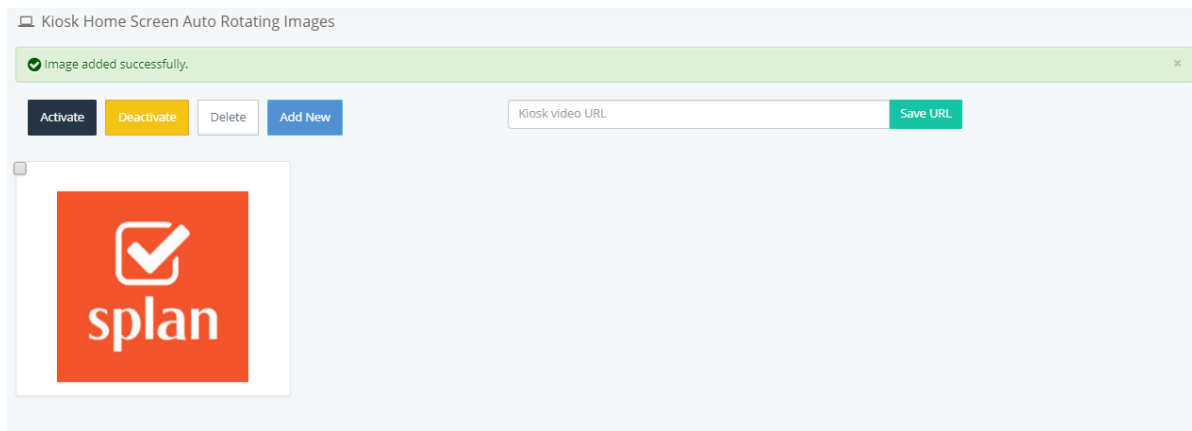 Kiosk Home Screen Auto Rotating Images
Image added successfully.
×
Activate Deactivate Delete Add New Kiosk video URL Save URL
splan